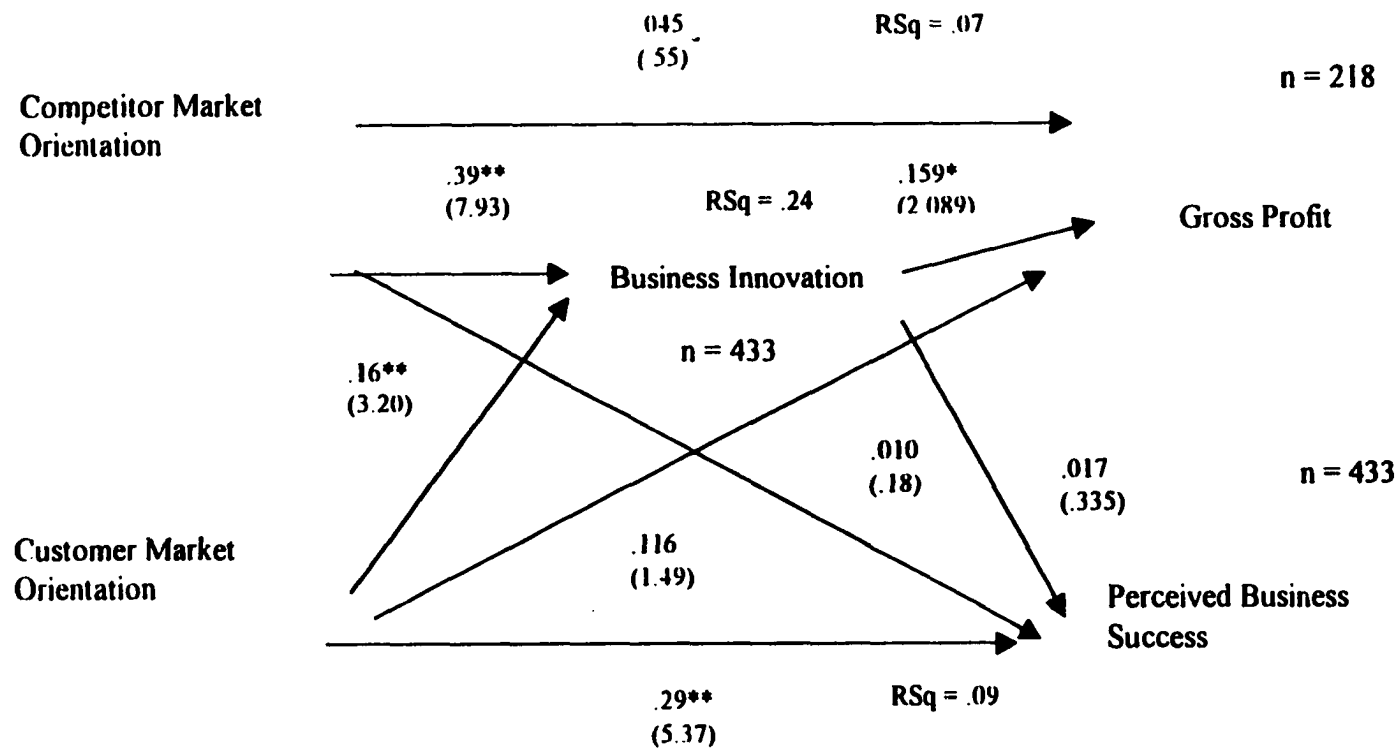 045
( 55)
RSq = .07
n = 218
Competitor Market
Orientation
.39**
(7.93)
RSq = .24
.159*
(2 089)
Gross Profit
Business Innovation
n = 433
.16**
(3.20)
.010
(.18)
.017
(.335)
n = 433
Customer Market
Orientation
.116
(1.49)
Perceived Business
Success
.29**
(5.37)
RSq = .09